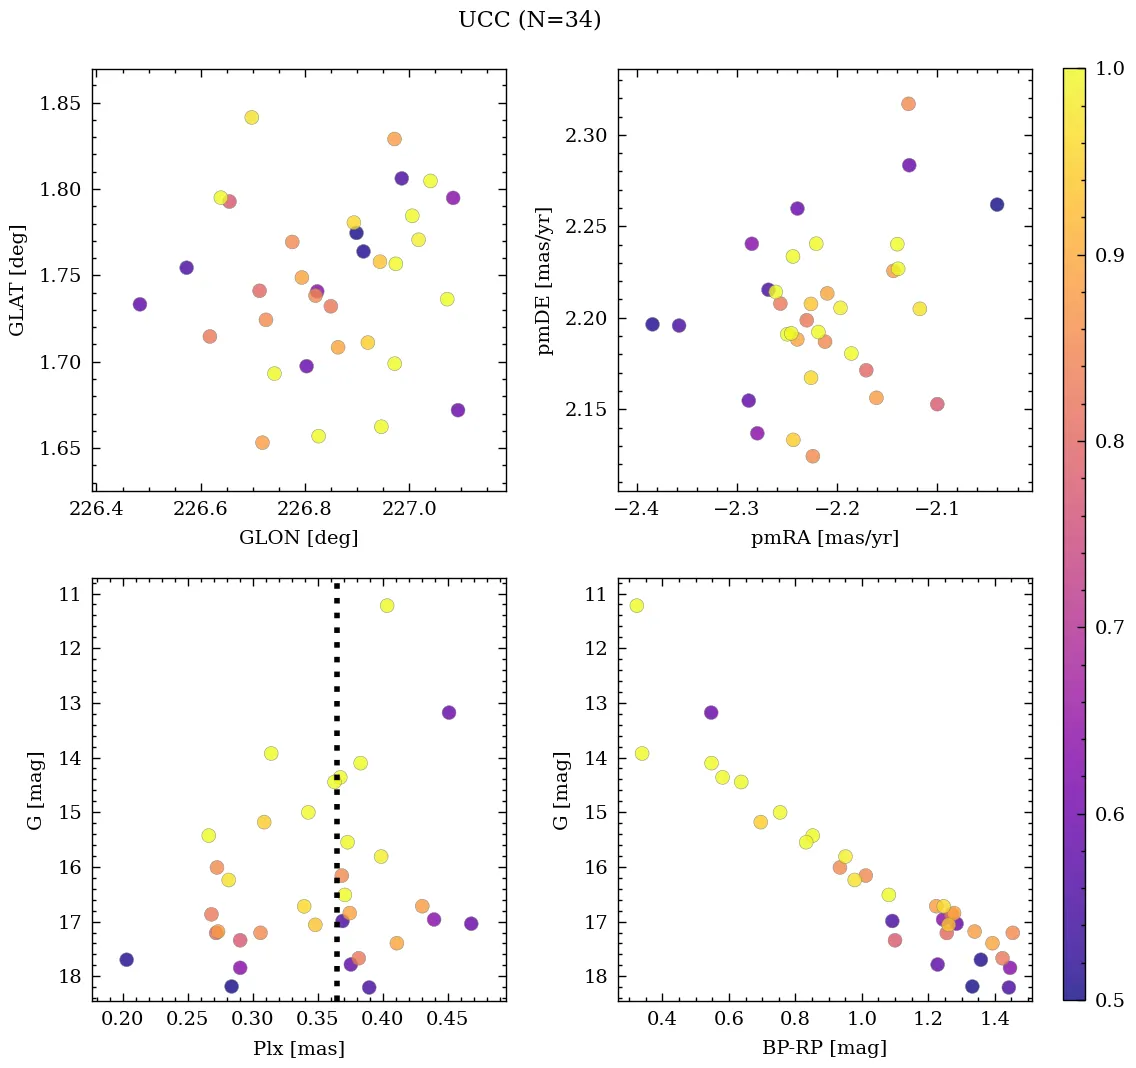 UCC (N=34)
1.85
1.80
1.75
1.70
1.65
GLAT [deg]
226.4 226.6 226.8 227.0
GLON [deg]
2.30
2.25
2.20
2.15
pmDE [mas/yr]
−2.4 −2.3 −2.2 −2.1
pmRA [mas/yr]
11
12
13
14
15
16
17
18
G [mag]
0.20 0.25 0.30 0.35 0.40 0.45
Plx [mas]
11
12
13
14
15
16
17
18
G [mag]
0.4 0.6 0.8 1.0 1.2 1.4
BP-RP [mag]
1.0
0.9
0.8
0.7
0.6
0.5